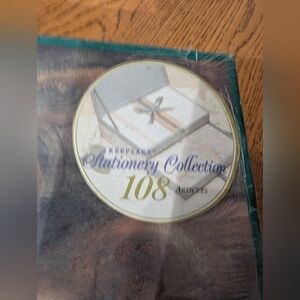 KEEPSAKE
Stationery Collection
108 ARTICLES